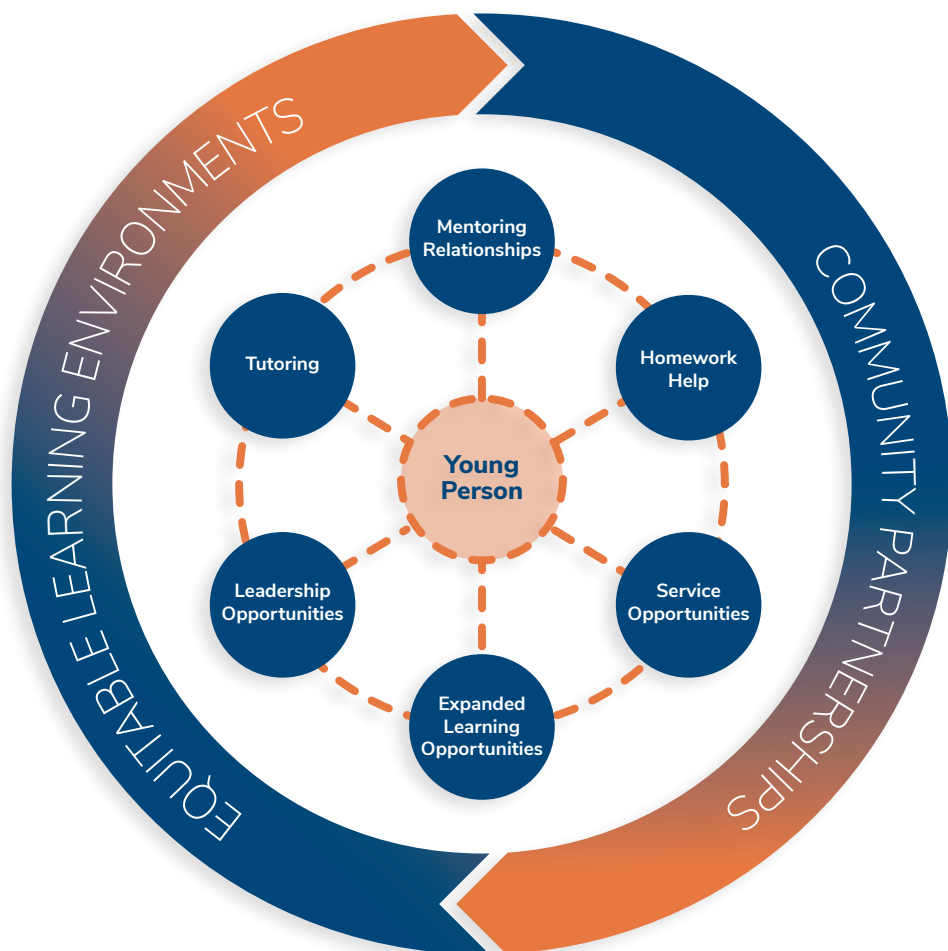 EQUITABLE LEARNING ENVIRONMENTS
COMMUNITY PARTNERSHIPS
Mentoring
Relationships
Homework
Help
Service
Opportunities
Expanded
Learning
Opportunities
Leadership
Opportunities
Tutoring
Young
Person